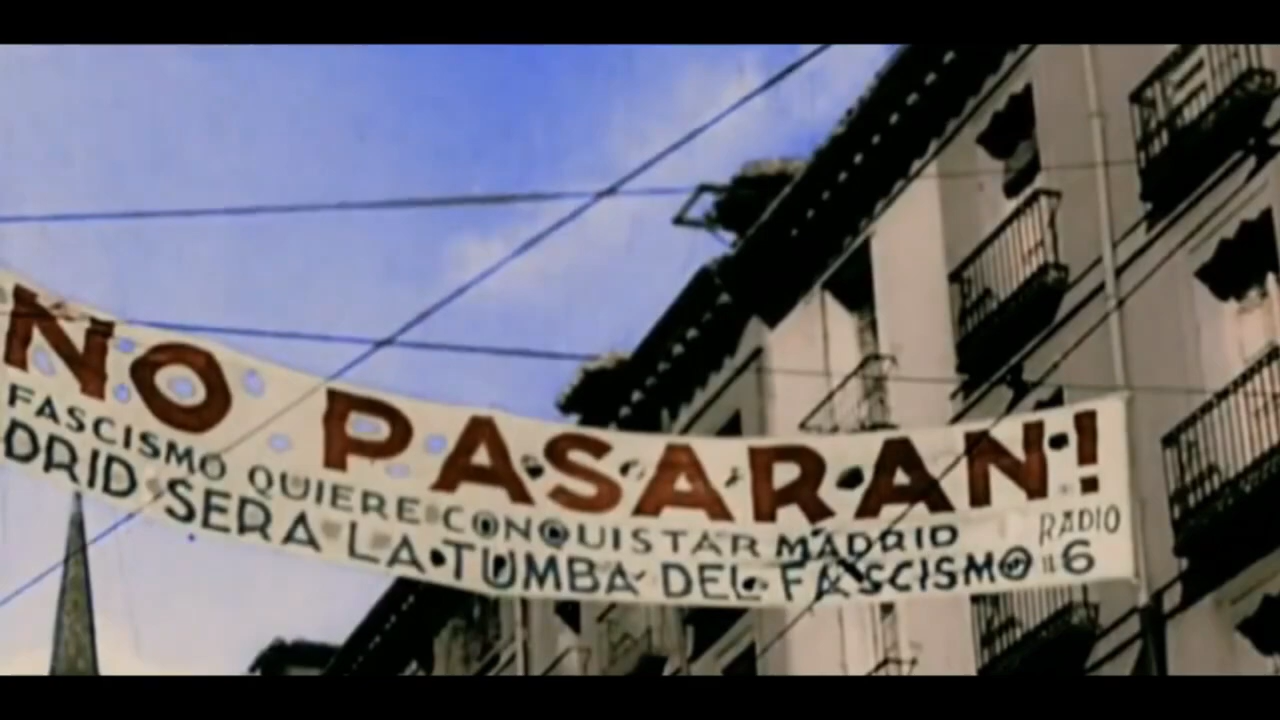 NO PASARAN!
FASCISMO QUIERE CONQUISTAR MADRID
DRID SERA LA TUMBA DEL FASCISMO
RADIO
6